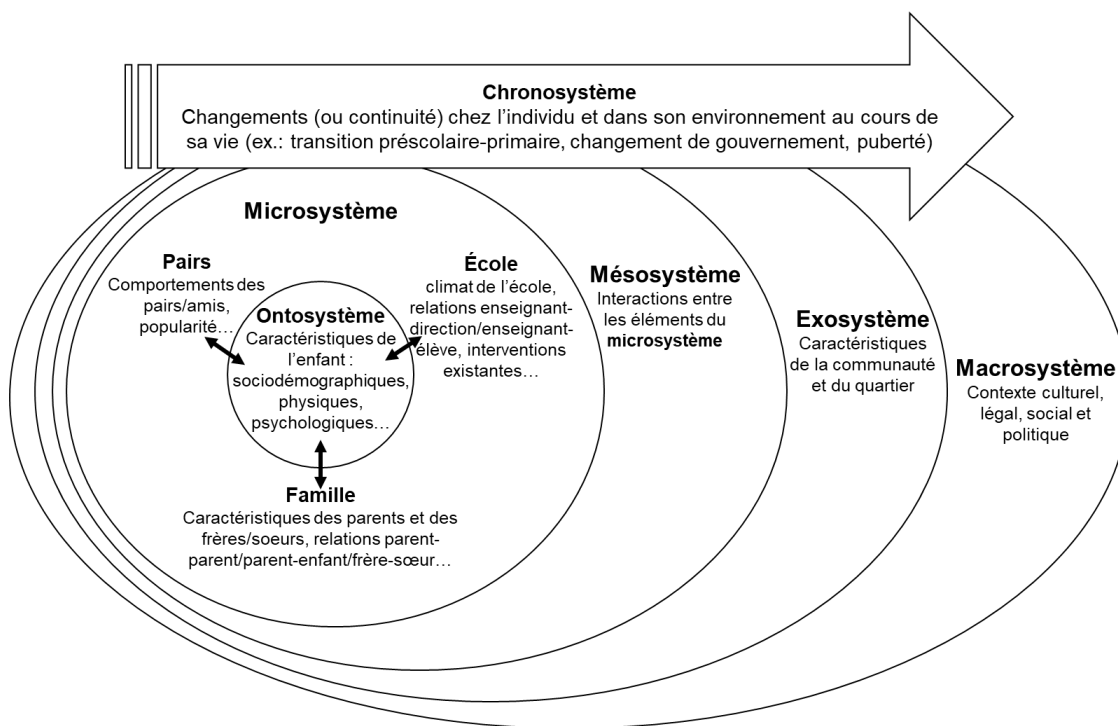 Chronosystème
Changements (ou continuité) chez l’individu et dans son environnement au cours de
sa vie (ex.: transition préscolaire-primaire, changement de gouvernement, puberté)
Microsystème
Pairs
Comportements des
pairs/amis,
popularité…
École
climat de l’école,
relations enseignant-
direction/enseignant-
élève, interventions
existantes…
Ontosystème
Caractéristiques de
l’enfant :
sociodémographiques,
physiques,
psychologiques…
Famille
Caractéristiques des parents et des
frères/soeurs, relations parent-
parent/parent-enfant/frère-sœur…
Mésosystème
Interactions entre
les éléments du
microsystème
Exosystème
Caractéristiques
de la communauté
et du quartier
Macrosystème
Contexte culturel,
légal, social et
politique